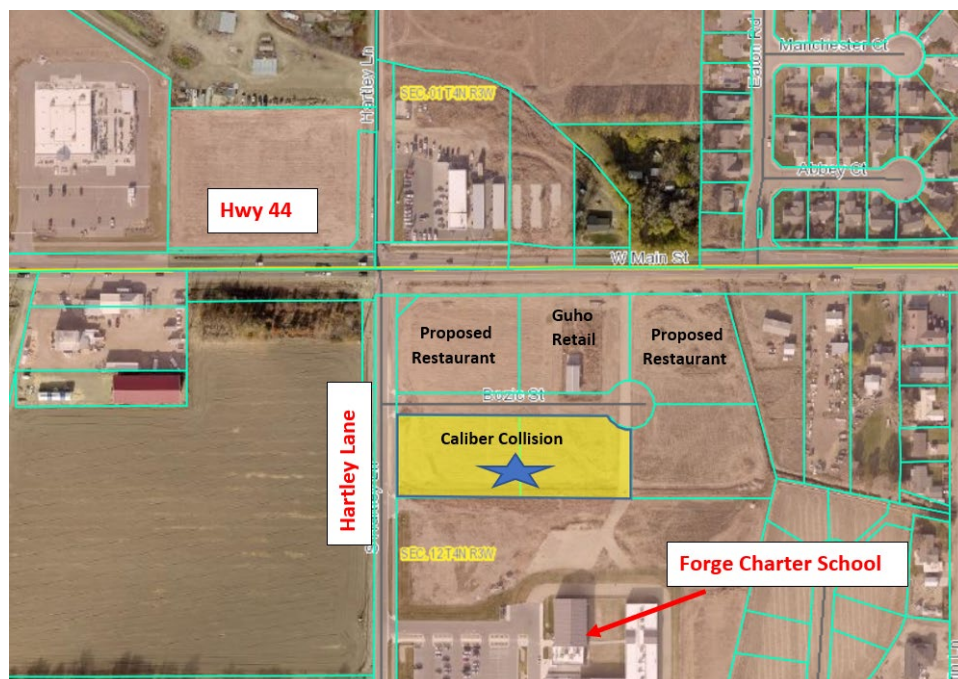 Manchester Ct
Eaton Rd
Hartley Ln
SEC. 01 T4N R3W
Abbey Ct
Hwy 44
W Main St
Guho
Retail
Proposed
Restaurant
Proposed
Restaurant
Bozic St
Caliber Collision
Hartley Lane
SEC. 12 T4N R3W
Forge Charter School